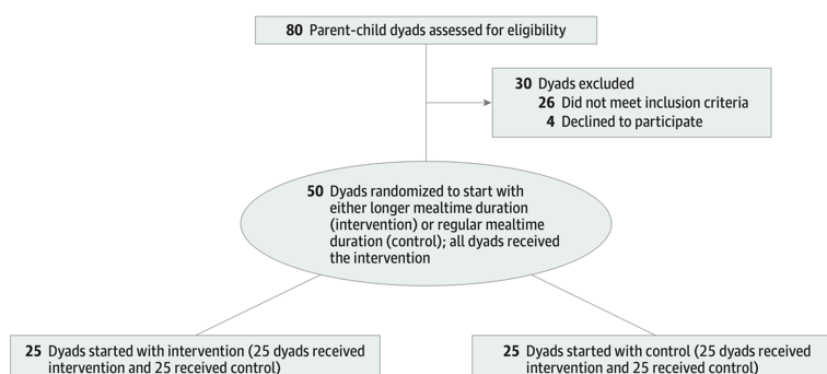 80 Parent-child dyads assessed for eligibility
30 Dyads excluded
26 Did not meet inclusion criteria
4 Declined to participate
50 Dyads randomized to start with
either longer mealtime duration
(intervention) or regular mealtime
duration (control); all dyads received
the intervention
25 Dyads started with intervention (25 dyads received
intervention and 25 received control)
25 Dyads started with control (25 dyads received
intervention and 25 received control)